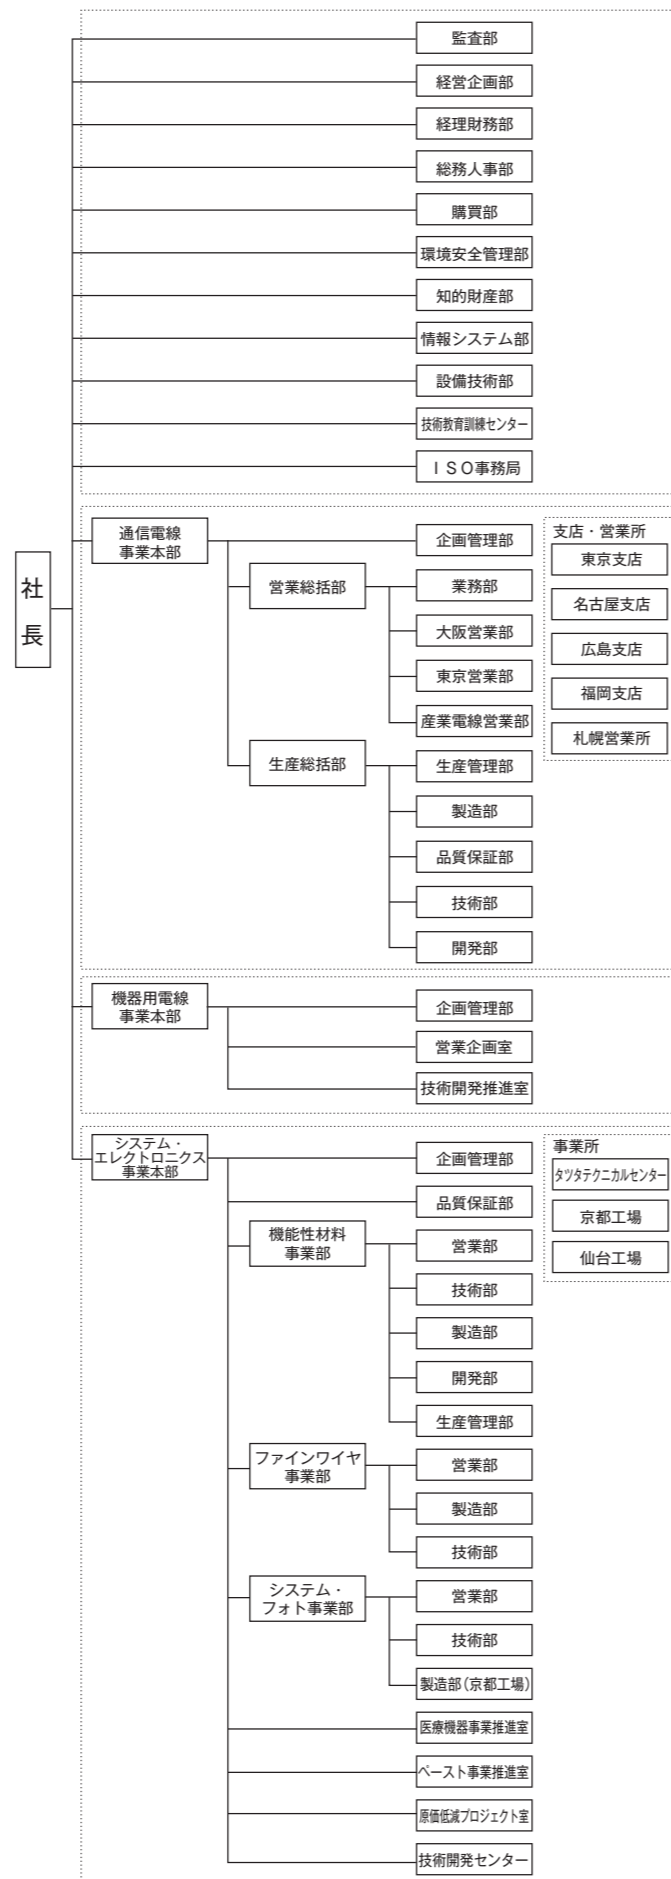 社長
監査部
経営企画部
経理財務部
総務人事部
購買部
環境安全管理部
知的財産部
情報システム部
設備技術部
技術教育訓練センター
ＩＳＯ事務局
通信電線
事業本部
企画管理部
営業総括部
業務部
大阪営業部
東京営業部
産業電線営業部
生産総括部
生産管理部
製造部
品質保証部
技術部
開発部
支店・営業所
東京支店
名古屋支店
広島支店
福岡支店
札幌営業所
機器用電線
事業本部
企画管理部
営業企画室
技術開発推進室
システム・
エレクトロニクス
事業本部
企画管理部
品質保証部
機能性材料
事業部
営業部
技術部
製造部
開発部
生産管理部
ファインワイヤ
事業部
営業部
製造部
技術部
システム・
フォト事業部
営業部
技術部
製造部(京都工場)
医療機器事業推進室
ペースト事業推進室
原価低減プロジェクト室
技術開発センター
事業所
タツタテクニカルセンター
京都工場
仙台工場